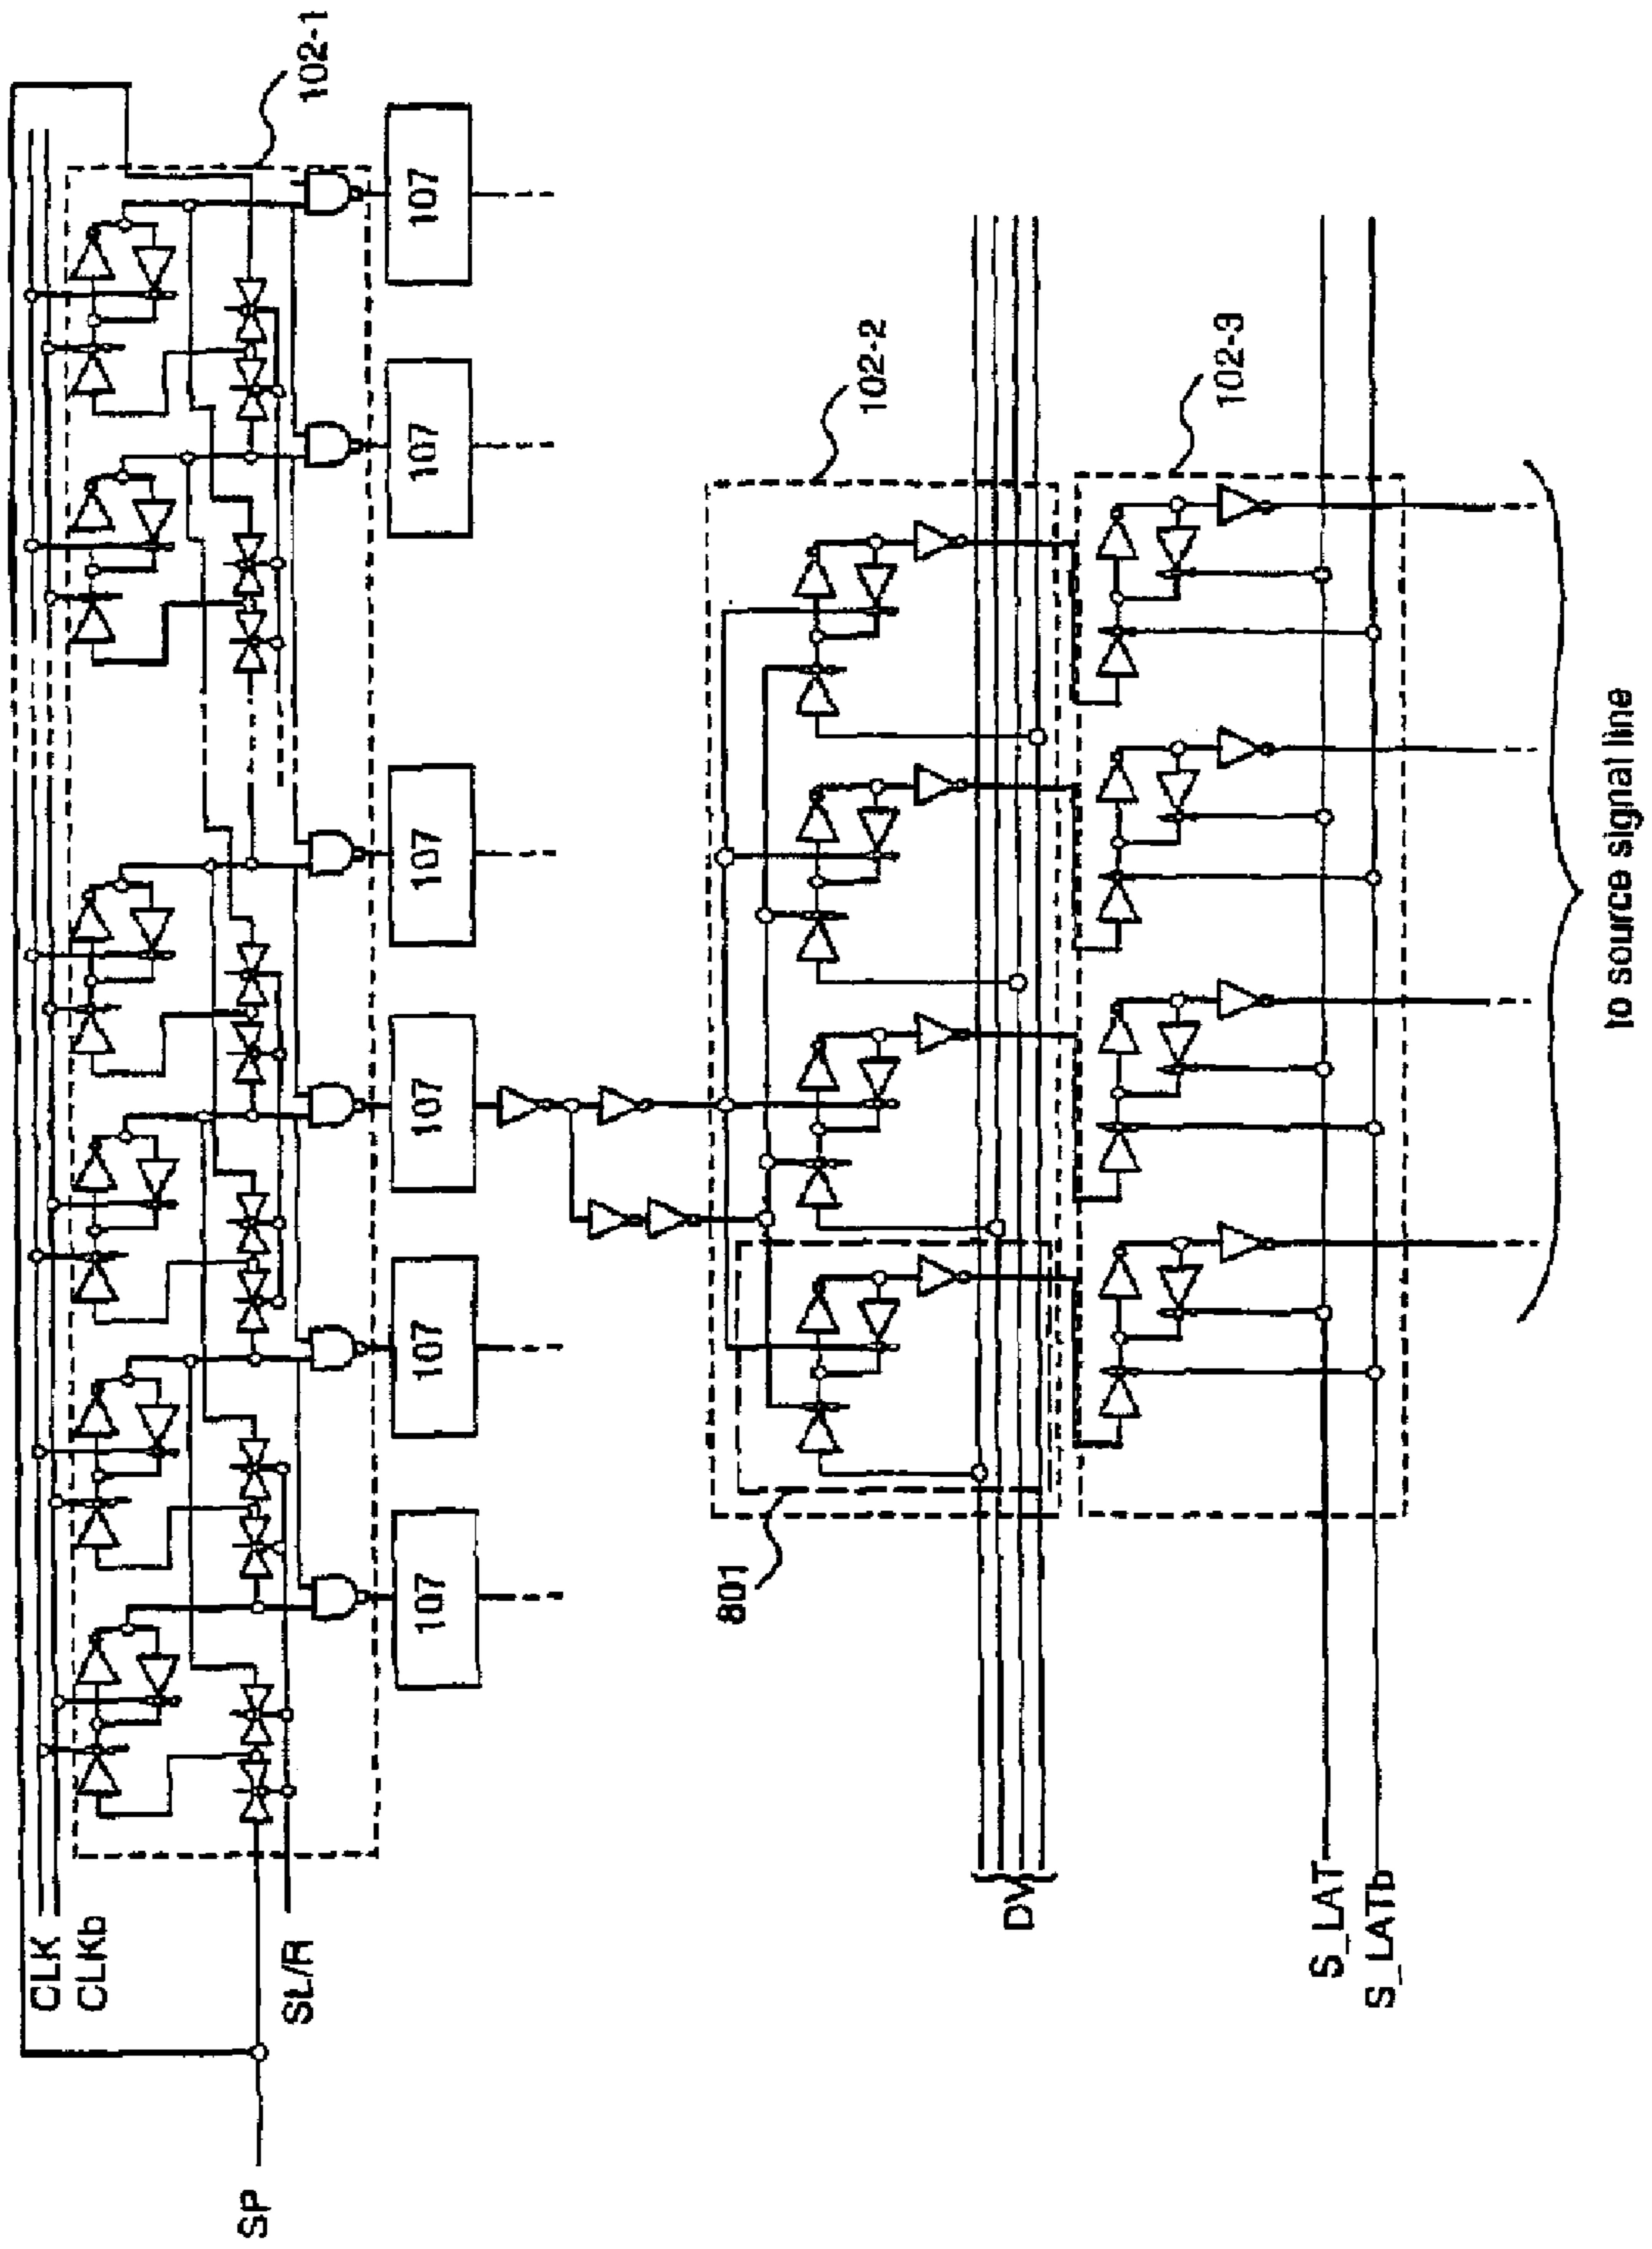 102-1
CLK
CLKb
SL/R
SP
107
107
107
107
107
107
102-2
801
DV
102-3
S_LAT
S_LATb
to source signal line